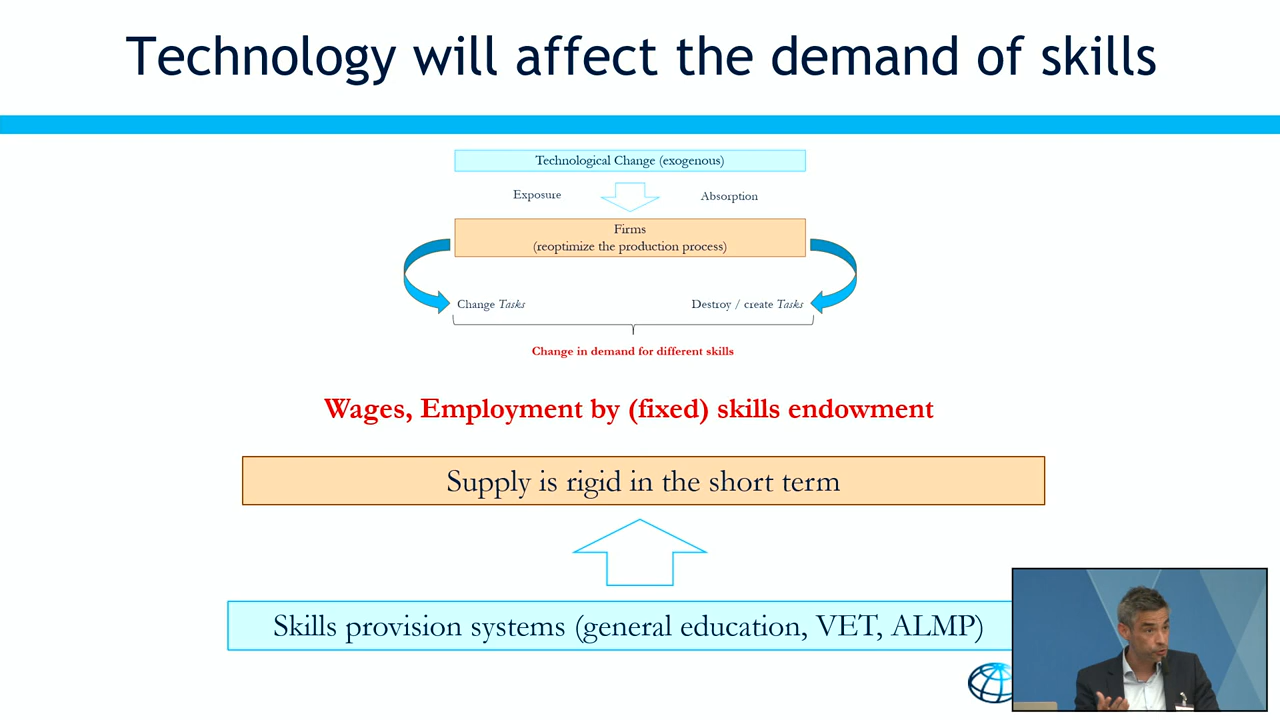 Technology will affect the demand of skills
Technological Change (exogenous)
Exposure
Absorption
Firms
(reoptimize the production process)
Change Tasks
Destroy / create Tasks
Change in demand for different skills
Wages, Employment by (fixed) skills endowment
Supply is rigid in the short term
Skills provision systems (general education, VET, ALMP)